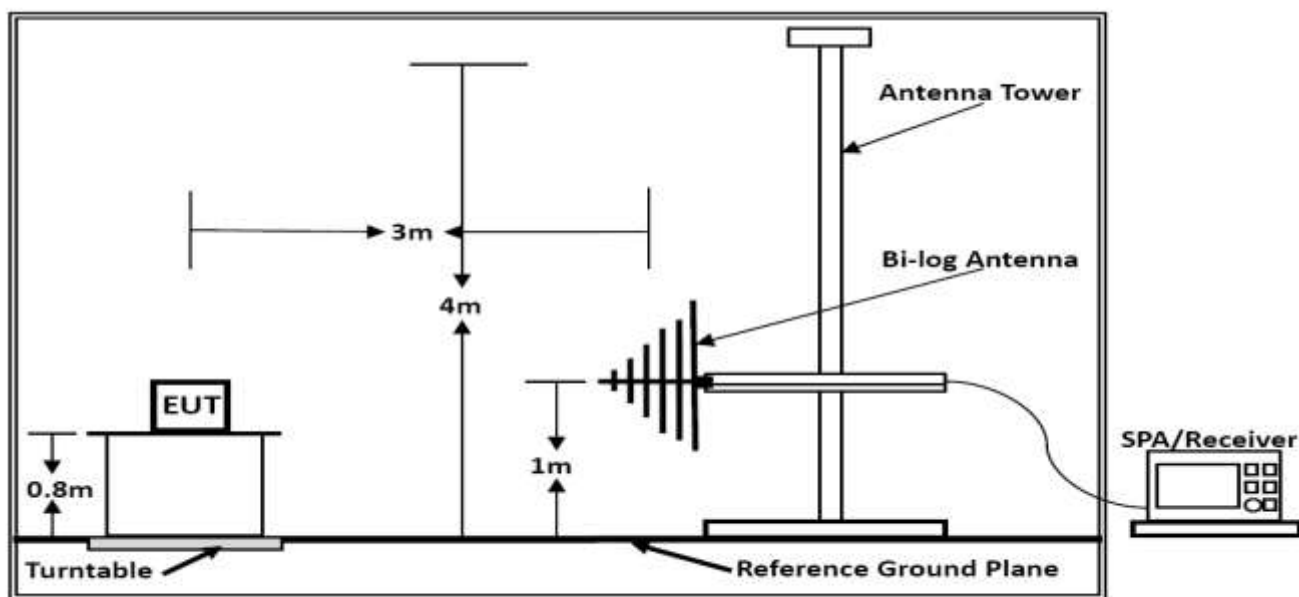 Antenna Tower
3m
Bi-log Antenna
4m
EUT
SPA/Receiver
1m
0.8m
Turntable
Reference Ground Plane